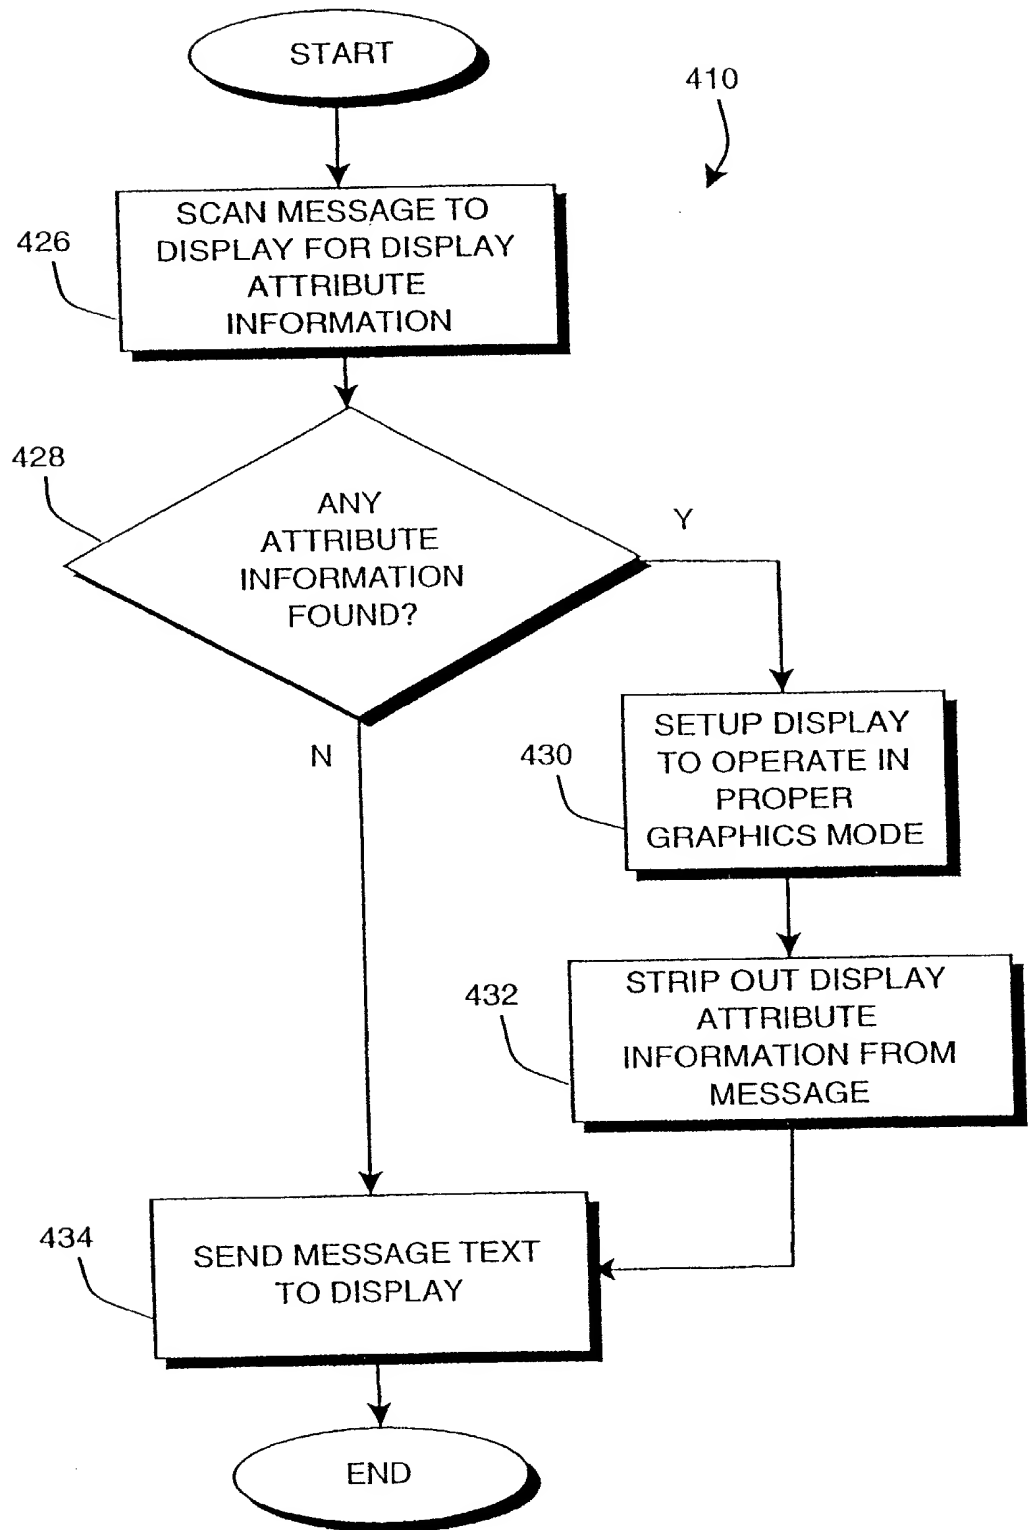 START
410
SCAN MESSAGE TO
DISPLAY FOR DISPLAY
ATTRIBUTE
INFORMATION
426
428
ANY
ATTRIBUTE
INFORMATION
FOUND?
Y
N
SETUP DISPLAY
TO OPERATE IN
PROPER
GRAPHICS MODE
430
STRIP OUT DISPLAY
ATTRIBUTE
INFORMATION FROM
MESSAGE
432
434
SEND MESSAGE TEXT
TO DISPLAY
END